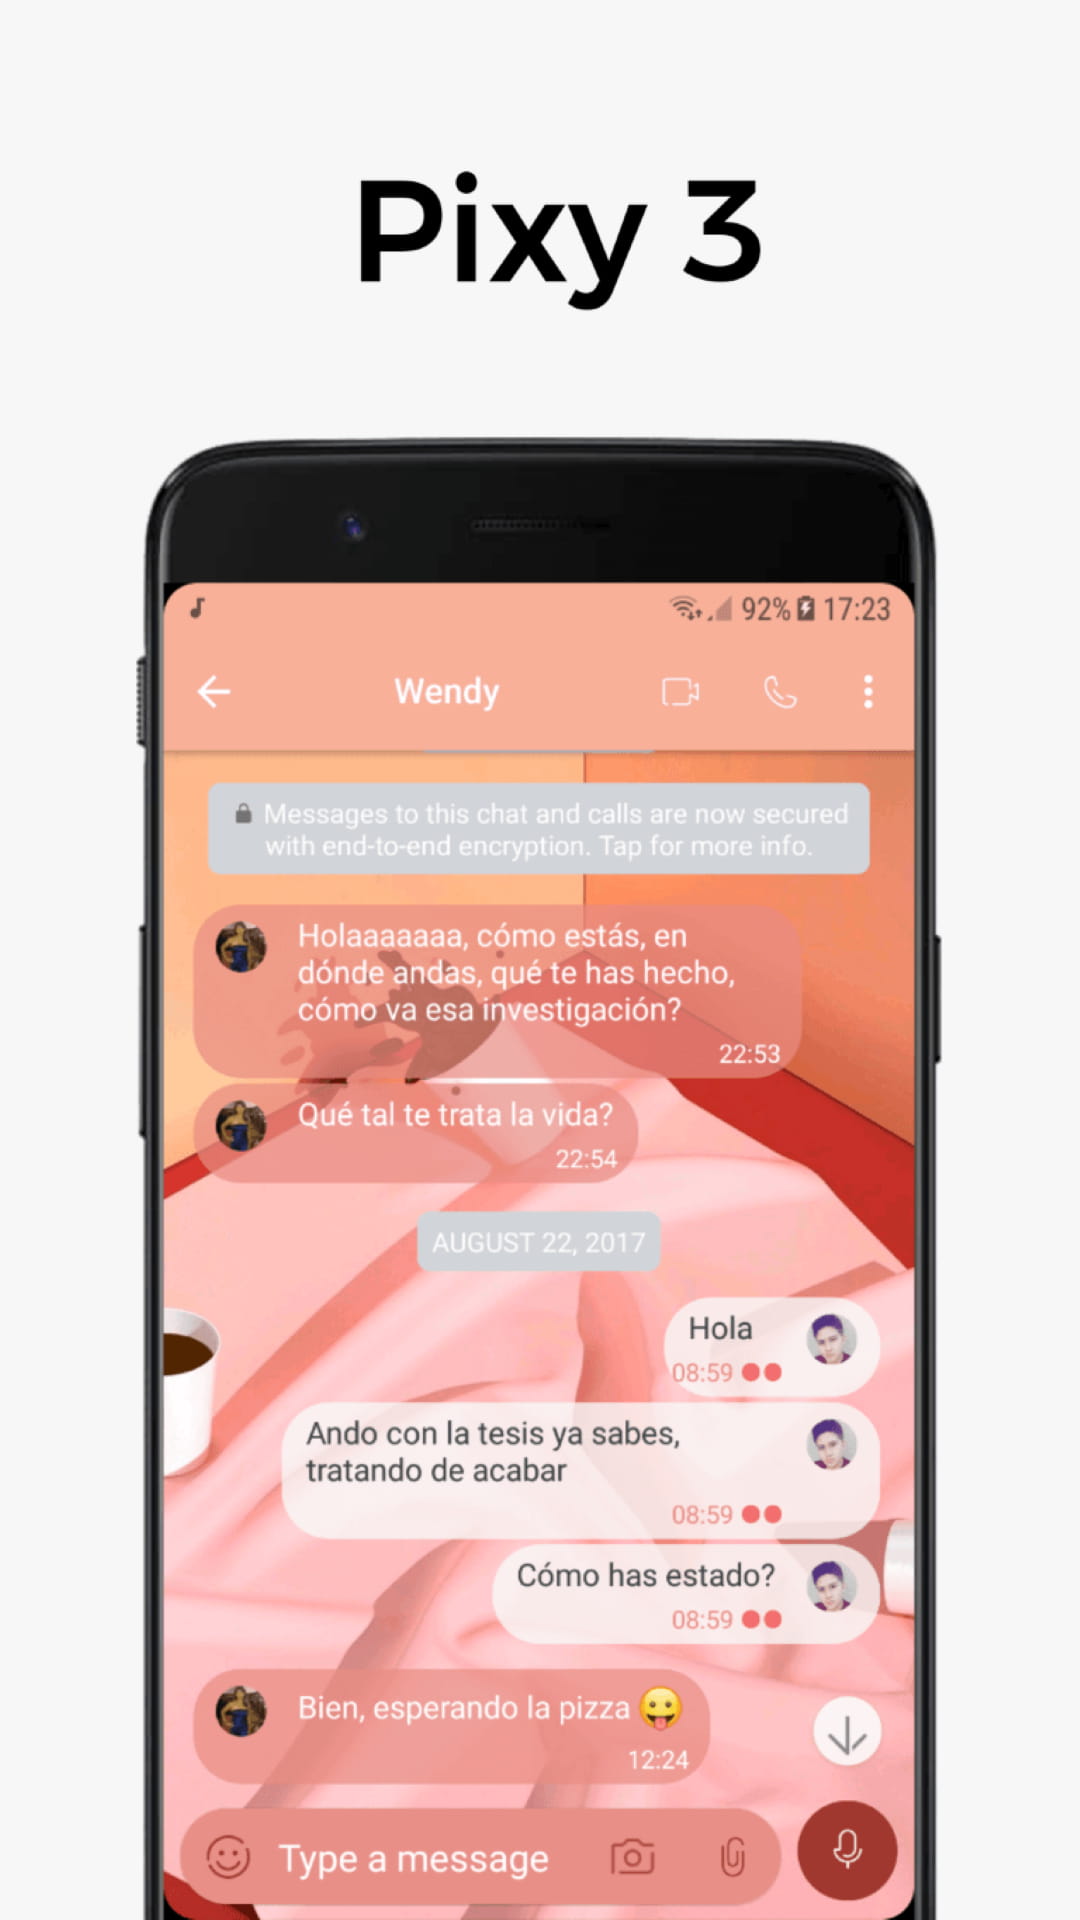 Pixy 3
92% 17:23
Wendy
Messages to this chat and calls are now secured
with end-to-end encryption. Tap for more info.
Holaaaaaaa, cómo estás, en
dónde andas, qué te has hecho,
cómo va esa investigación?
22:53
Qué tal te trata la vida?
22:54
AUGUST 22, 2017
Hola
08:59
Ando con la tesis ya sabes,
tratando de acabar
08:59
Cómo has estado?
08:59
Bien, esperando la pizza 😛
12:24
Type a message